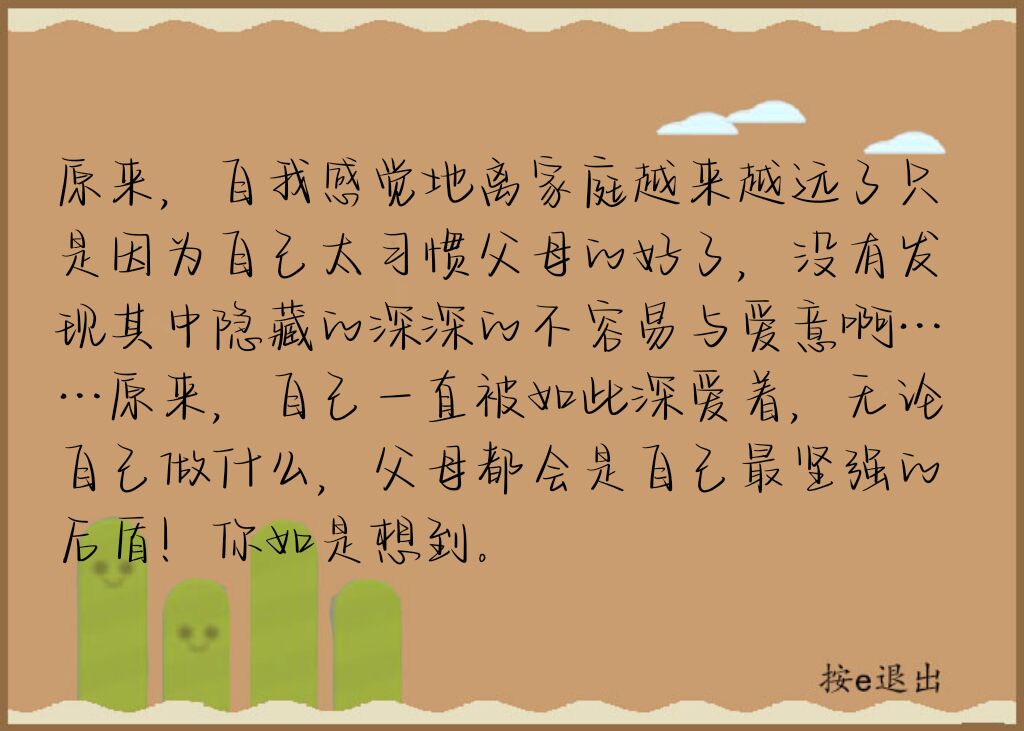 原来，自我感觉地离家庭越来越远了只
是因为自己太习惯父母的好了，没有发
现其中隐藏的深深的不容易与爱意啊…
…原来，自己一直被如此深爱着，无论
自己做什么，父母都会是自己最坚强的
后盾！你如是想到。
按e退出